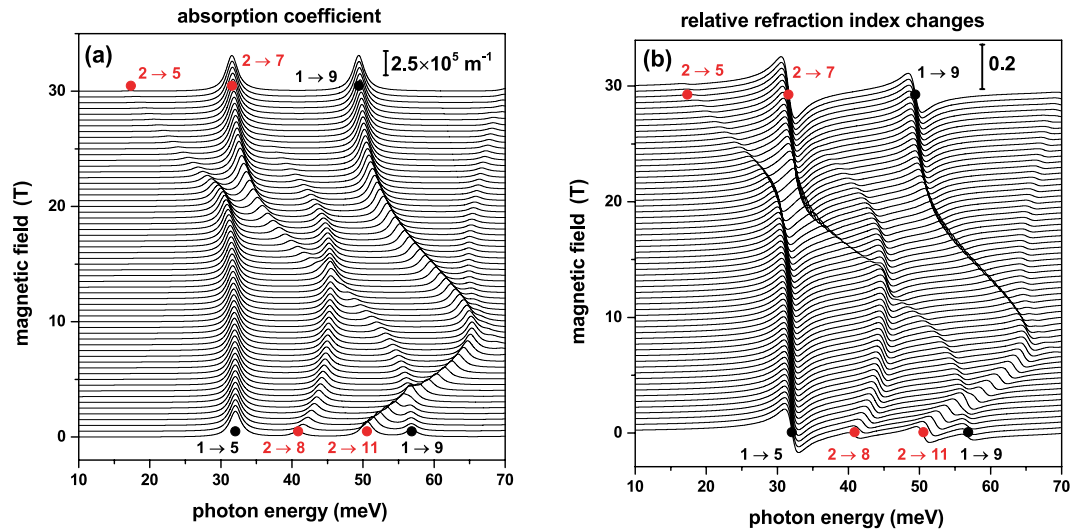 absorption coefficient
(a)
2.5×10⁵ m⁻¹
2 → 5
2 → 7
1 → 9
30
20
10
0
magnetic field (T)
1 → 5
2 → 8
2 → 11
1 → 9
10 20 30 40 50 60 70
photon energy (meV)
relative refraction index changes
(b)
0.2
2 → 5
2 → 7
1 → 9
30
20
10
0
magnetic field (T)
1 → 5
2 → 8
2 → 11
1 → 9
10 20 30 40 50 60 70
photon energy (meV)